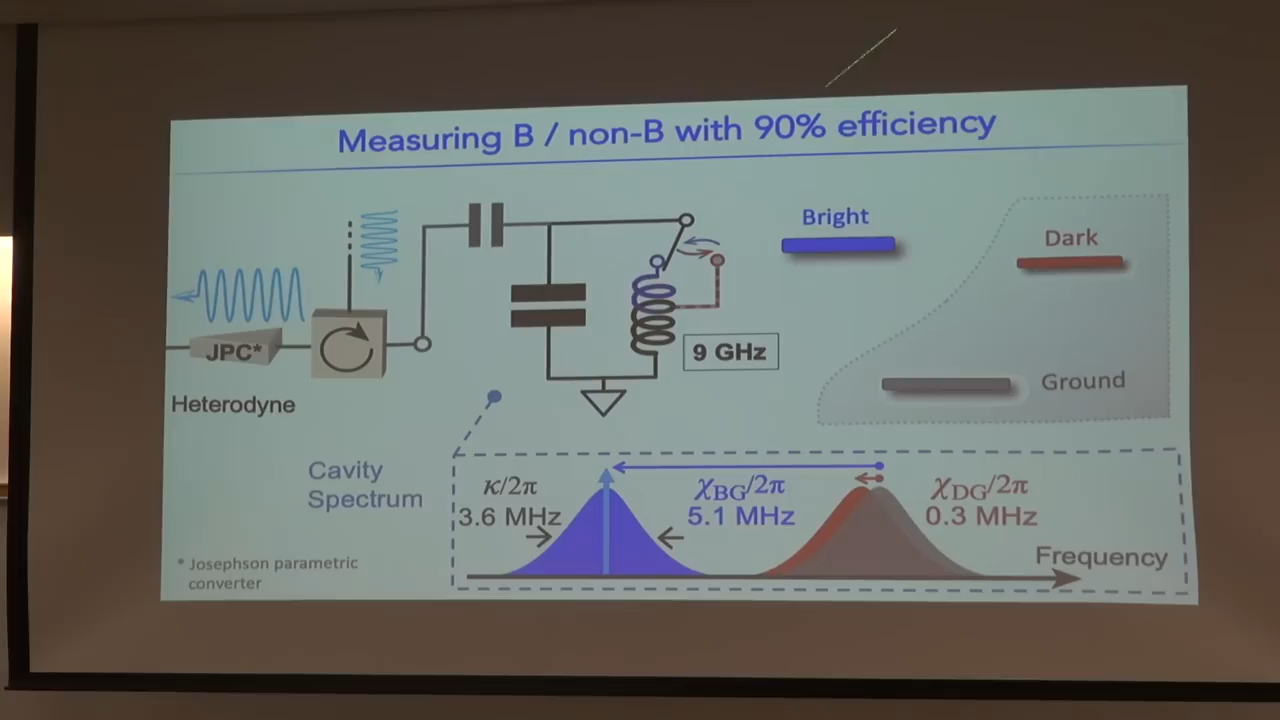 Measuring B / non-B with 90% efficiency
Bright
Dark
JPC*
9 GHz
Ground
Heterodyne
Cavity
Spectrum
κ/2π
3.6 MHz
χBG/2π
5.1 MHz
χDG/2π
0.3 MHz
Frequency
* Josephson parametric
converter